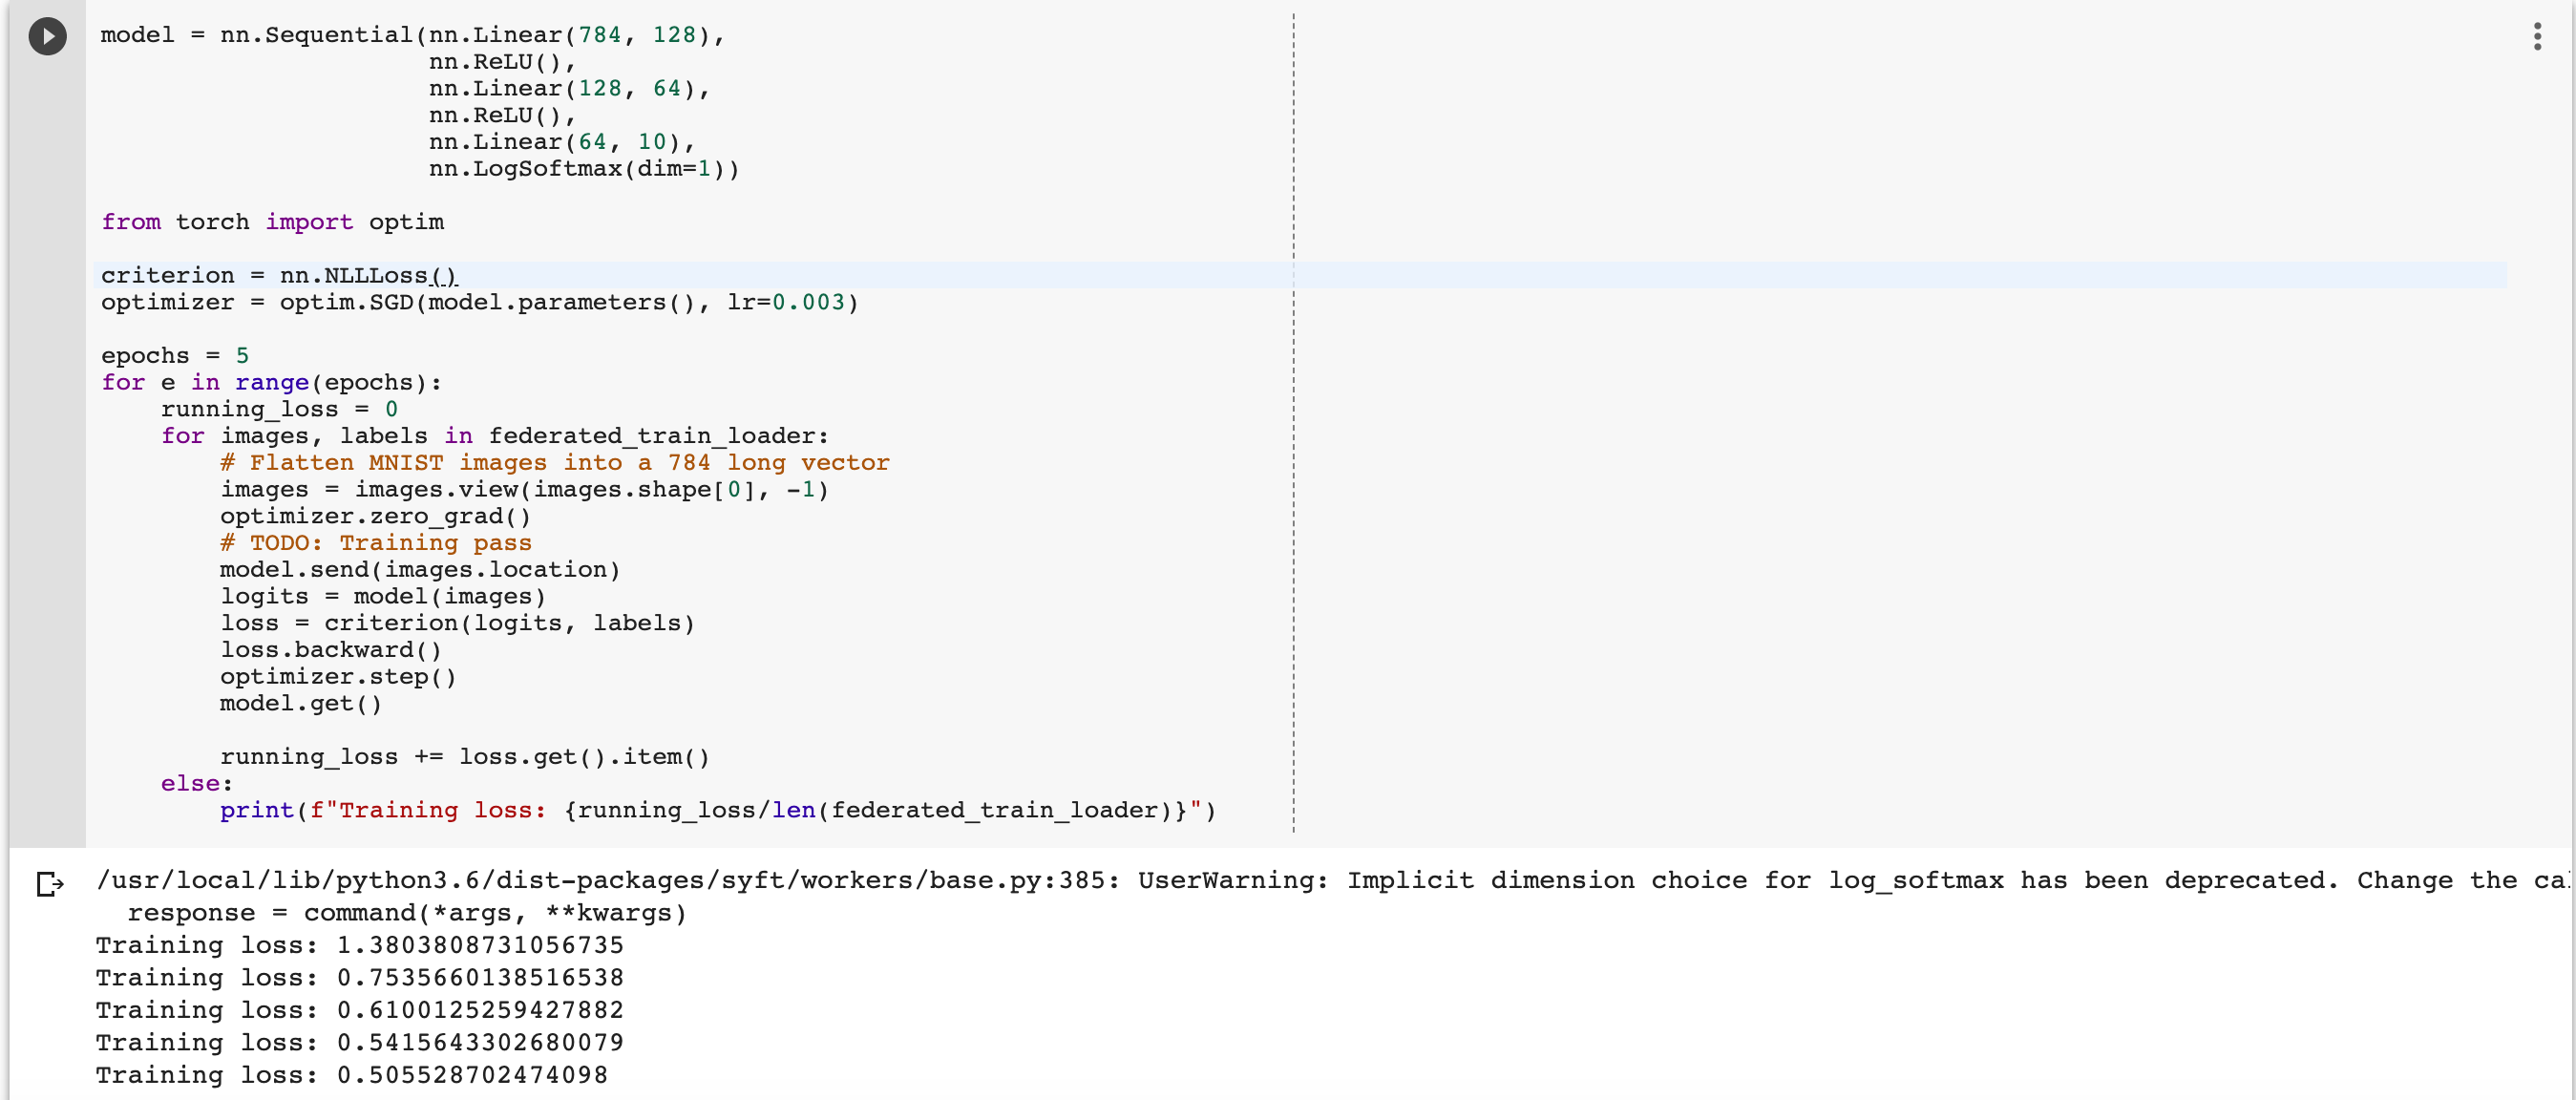 model = nn.Sequential(nn.Linear(784, 128),
                      nn.ReLU(),
                      nn.Linear(128, 64),
                      nn.ReLU(),
                      nn.Linear(64, 10),
                      nn.LogSoftmax(dim=1))
from torch import optim
criterion = nn.NLLLoss()
optimizer = optim.SGD(model.parameters(), lr=0.003)
epochs = 5
for e in range(epochs):
    running_loss = 0
    for images, labels in federated_train_loader:
        # Flatten MNIST images into a 784 long vector
        images = images.view(images.shape[0], -1)
        optimizer.zero_grad()
        # TODO: Training pass
        model.send(images.location)
        logits = model(images)
        loss = criterion(logits, labels)
        loss.backward()
        optimizer.step()
        model.get()
        running_loss += loss.get().item()
    else:
        print(f"Training loss: {running_loss/len(federated_train_loader)}")
/usr/local/lib/python3.6/dist-packages/syft/workers/base.py:385: UserWarning: Implicit dimension choice for log_softmax has been deprecated. Change the
  response = command(*args, **kwargs)
Training loss: 1.3803808731056735
Training loss: 0.7535660138516538
Training loss: 0.6100125259427882
Training loss: 0.5415643302680079
Training loss: 0.505528702474098